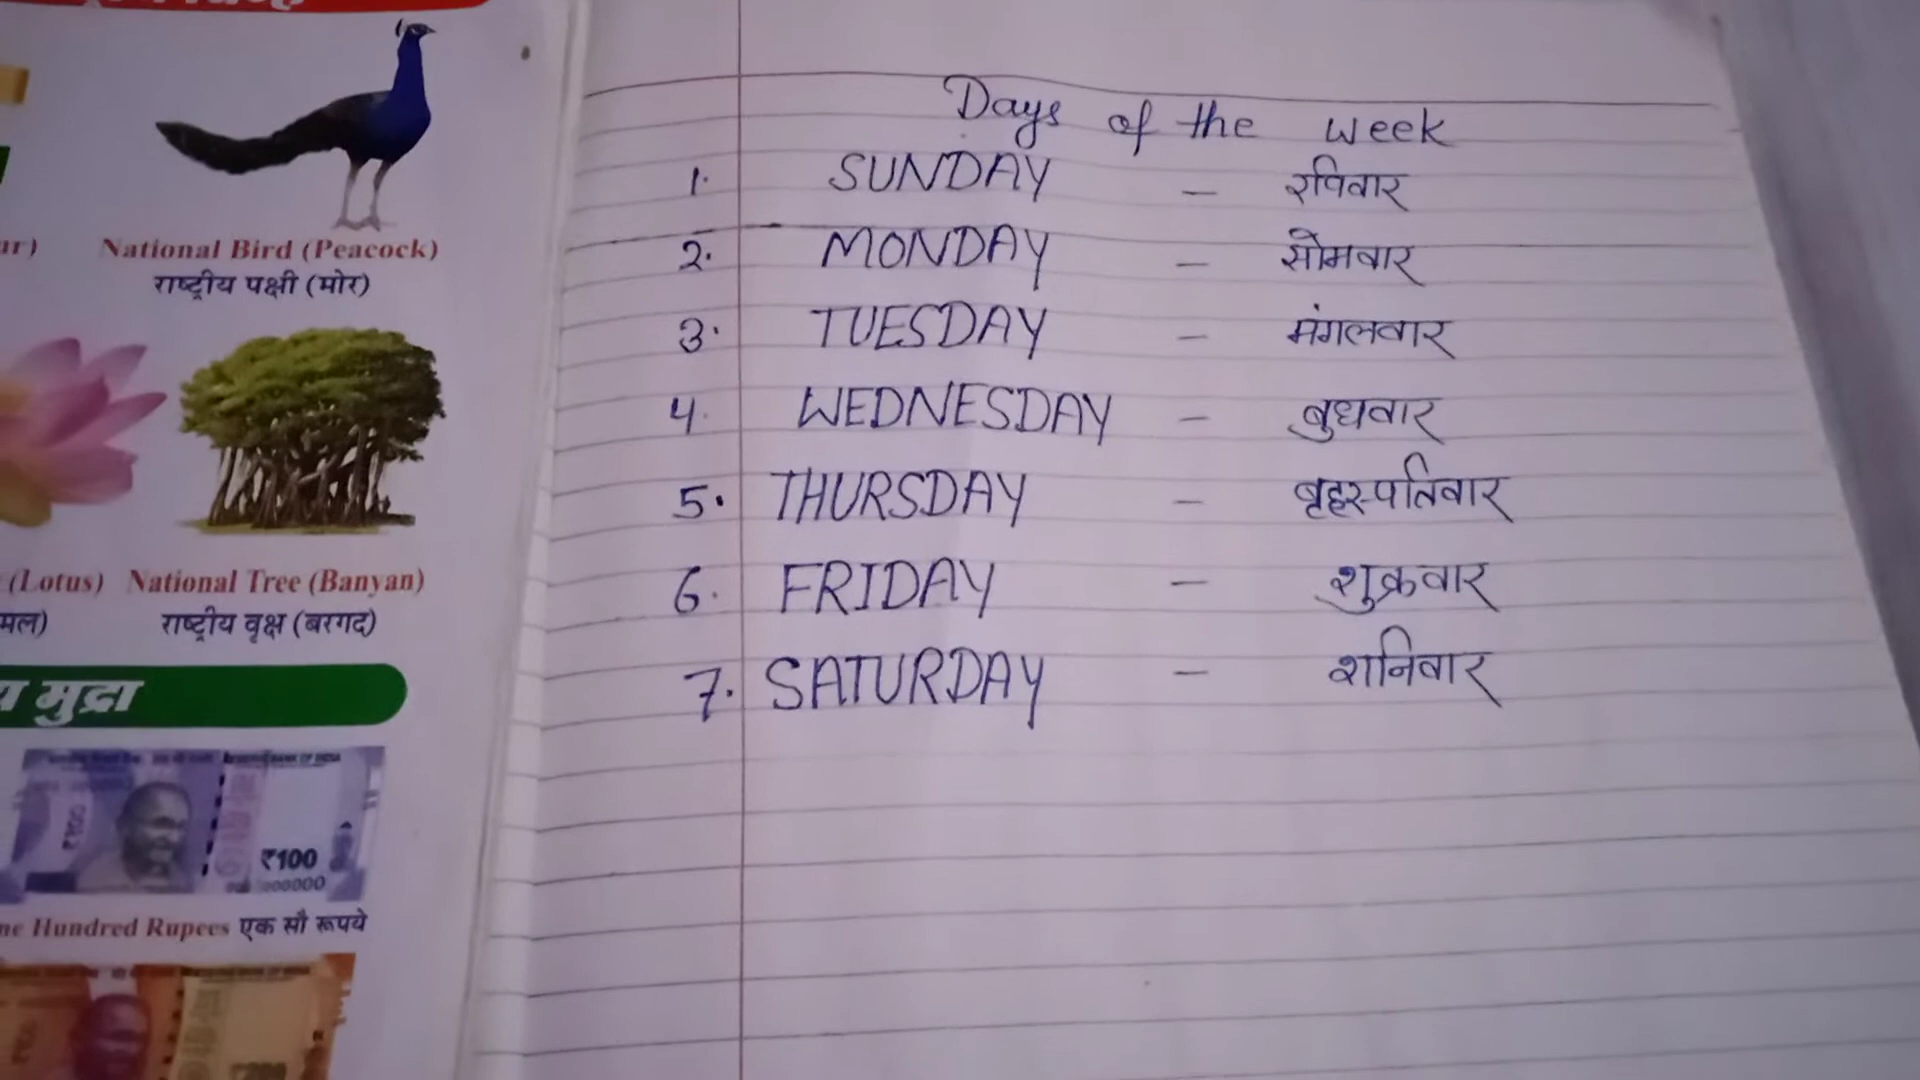 National Bird (Peacock)
राष्ट्रीय पक्षी (मोर)
(Lotus) National Tree (Banyan)
राष्ट्रीय वृक्ष (बरगद)
मुद्रा
₹100
000000
Hundred Rupees एक सौ रूपये
Days of the week
1. SUNDAY - रविवार
2. MONDAY - सोमवार
3. TUESDAY - मंगलवार
4. WEDNESDAY - बुधवार
5. THURSDAY - बृहस्पतिवार
6. FRIDAY - शुक्रवार
7. SATURDAY - शनिवार